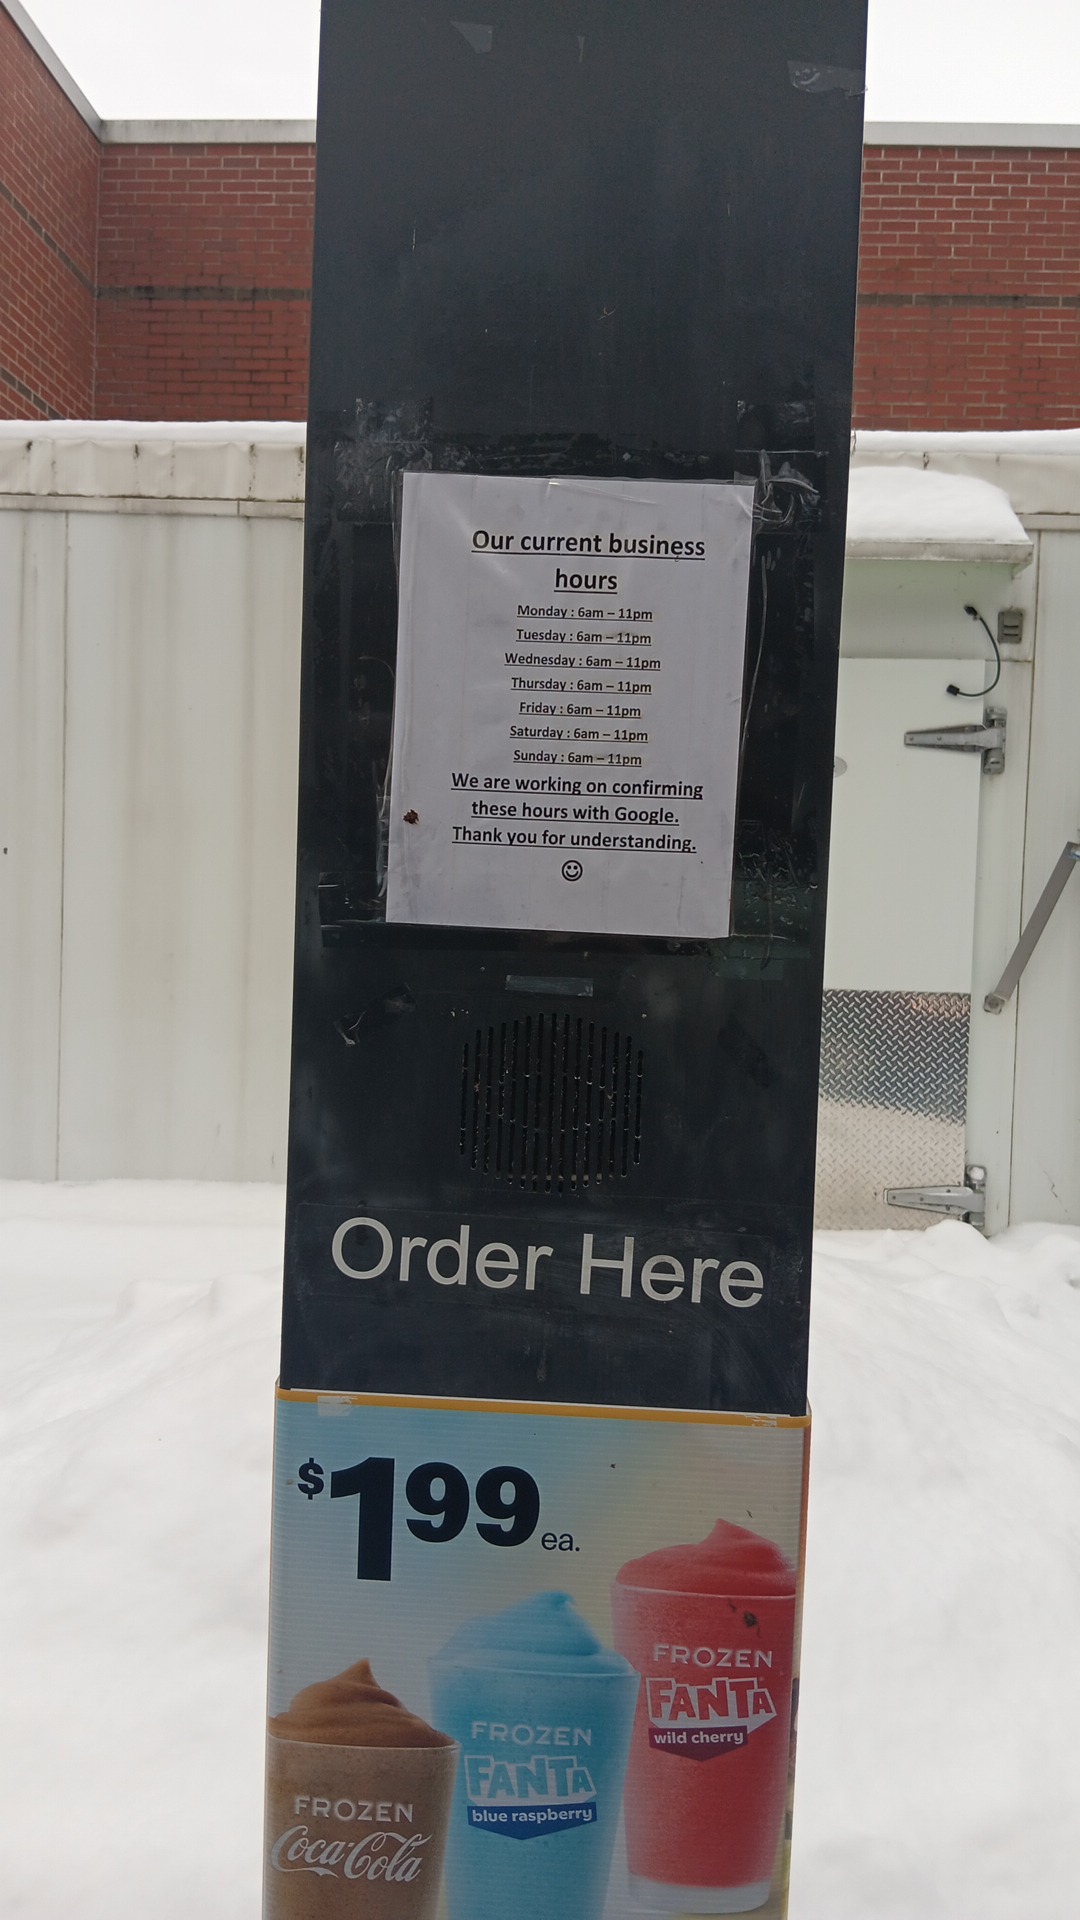 Our current business
hours
Monday : 6am – 11pm
Tuesday : 6am – 11pm
Wednesday : 6am – 11pm
Thursday : 6am – 11pm
Friday : 6am – 11pm
Saturday : 6am – 11pm
Sunday : 6am – 11pm
We are working on confirming
these hours with Google.
Thank you for understanding.
☺
Order Here
$1 99 ea.
FROZEN
FANTA
wild cherry
FROZEN
FANTA
blue raspberry
FROZEN
Coca-Cola